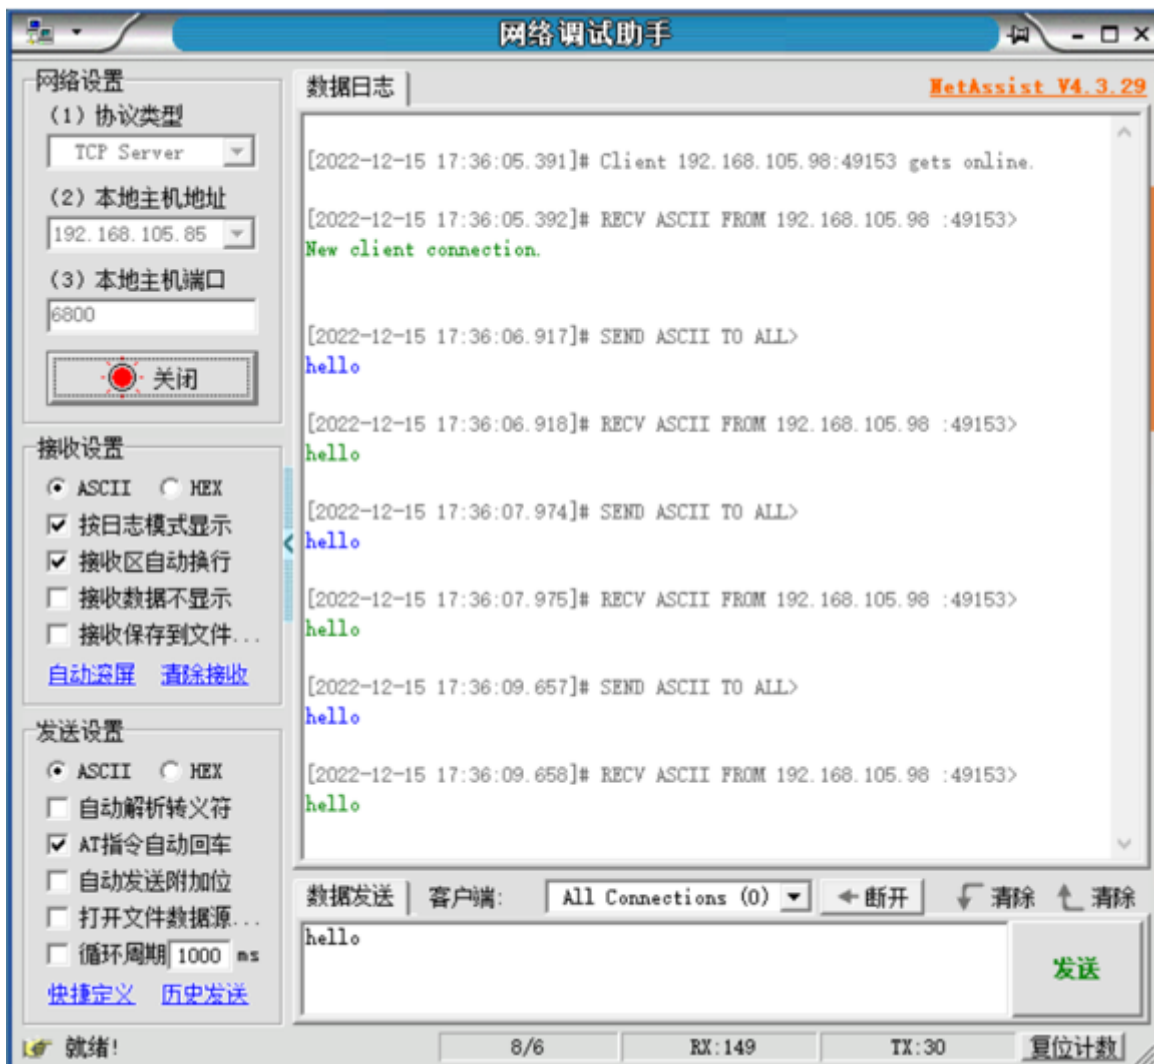 网络调试助手
网络设置
(1) 协议类型
TCP Server
(2) 本地主机地址
192.168.105.85
(3) 本地主机端口
6800
关闭
接收设置
ASCII HEX
按日志模式显示
接收区自动换行
接收数据不显示
接收保存到文件...
自动滚屏 清除接收
发送设置
ASCII HEX
自动解析转义符
AT指令自动回车
自动发送附加位
打开文件数据源...
循环周期 1000 ms
快捷定义 历史发送
数据日志 NetAssist V4.3.29
[2022-12-15 17:36:05.391]# Client 192.168.105.98:49153 gets online.
[2022-12-15 17:36:05.392]# RECV ASCII FROM 192.168.105.98 :49153>
New client connection.
[2022-12-15 17:36:06.917]# SEND ASCII TO ALL>
hello
[2022-12-15 17:36:06.918]# RECV ASCII FROM 192.168.105.98 :49153>
hello
[2022-12-15 17:36:07.974]# SEND ASCII TO ALL>
hello
[2022-12-15 17:36:07.975]# RECV ASCII FROM 192.168.105.98 :49153>
hello
[2022-12-15 17:36:09.657]# SEND ASCII TO ALL>
hello
[2022-12-15 17:36:09.658]# RECV ASCII FROM 192.168.105.98 :49153>
hello
数据发送 客户端: All Connections (0) 断开 清除 清除
hello
发送
就绪! 8/6 RX:149 TX:30 复位计数